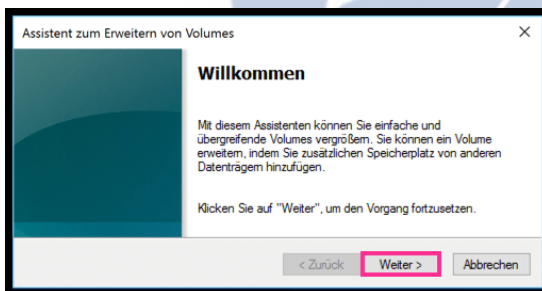 Assistent zum Erweitern von Volumes
Willkommen
Mit diesem Assistenten können Sie einfache und
übergreifende Volumes vergrößern. Sie können ein Volume
erweitern, indem Sie zusätzlichen Speicherplatz von anderen
Datenträgern hinzufügen.
Klicken Sie auf "Weiter", um den Vorgang fortzusetzen.
< Zurück Weiter > Abbrechen